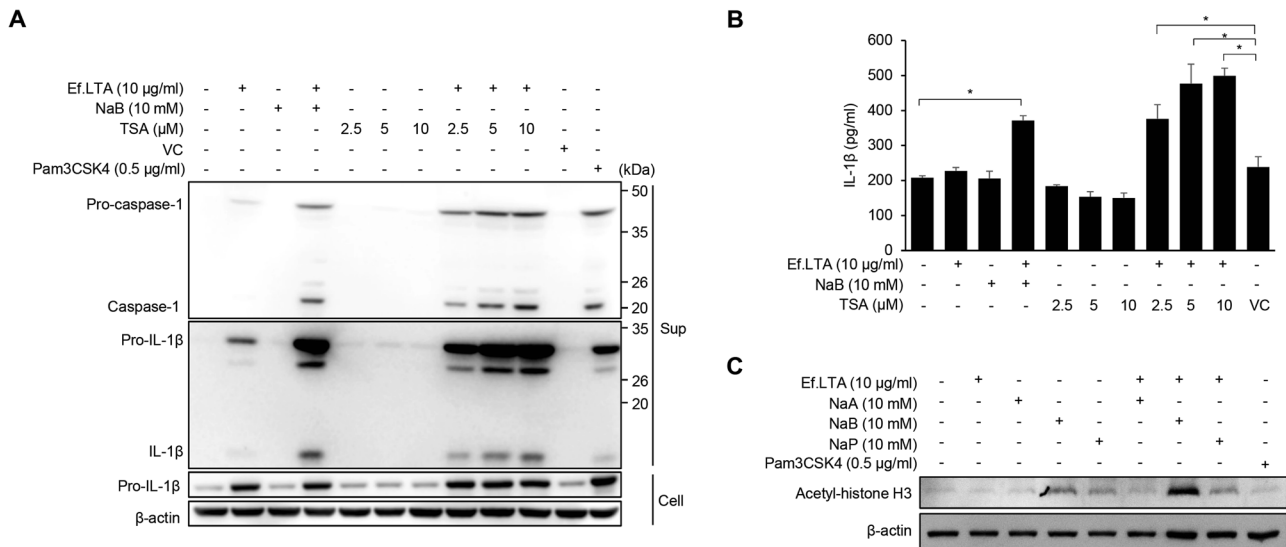 A
Ef.LTA (10 µg/ml) - + - + - - - + + + - -
NaB (10 mM) - - + + - - - - - - - -
TSA (µM) - - - - 2.5 5 10 2.5 5 10 - -
VC - - - - - - - - - - + -
Pam3CSK4 (0.5 µg/ml) - - - - - - - - - - - + (kDa)
Pro-caspase-1
50
35
26
Caspase-1
20
Pro-IL-1β
35
26
20
IL-1β
Sup
Pro-IL-1β
β-actin
Cell
B
* * * *
IL-1β (pg/ml)
600
500
400
300
200
100
0
Ef.LTA (10 µg/ml) - + - + - - - + + + -
NaB (10 mM) - - + + - - - - - - -
TSA (µM) - - - - 2.5 5 10 2.5 5 10 VC
C
Ef.LTA (10 µg/ml) - + - - - + + + -
NaA (10 mM) - - + - - + - - -
NaB (10 mM) - - - + - - + - -
NaP (10 mM) - - - - + - - + -
Pam3CSK4 (0.5 µg/ml) - - - - - - - - +
Acetyl-histone H3
β-actin